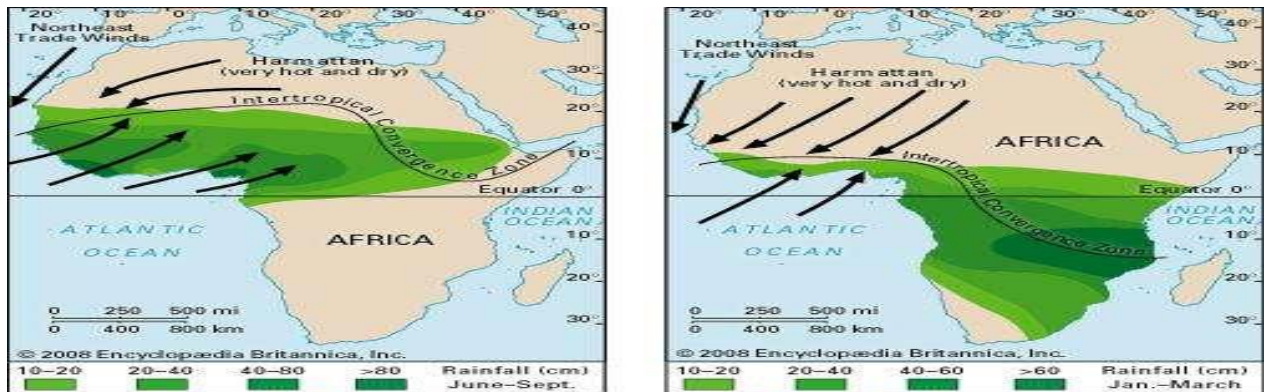 20° 10° 0° 10° 40° 50°
Northeast
Trade Winds
Harmattan
(very hot and dry)
30°
Intertropical Convergence Zone
20°
10°
Equator 0°
ATLANTIC
OCEAN
AFRICA
INDIAN
OCEAN
10°
20°
0 250 500 mi
0 400 800 km
30°
© 2008 Encyclopædia Britannica, Inc.
10–20 20–40 40–80 >80 Rainfall (cm)
June–Sept.
20° 10° 0° 10° 40° 50°
Northeast
Trade Winds
Harmattan
(very hot and dry)
30°
20°
AFRICA
Intertropical Convergence Zone
10°
Equator 0°
ATLANTIC
OCEAN
INDIAN
OCEAN
10°
20°
0 250 500 mi
0 400 800 km
30°
© 2008 Encyclopædia Britannica, Inc.
10–20 20–40 40–60 >60 Rainfall (cm)
Jan.–March